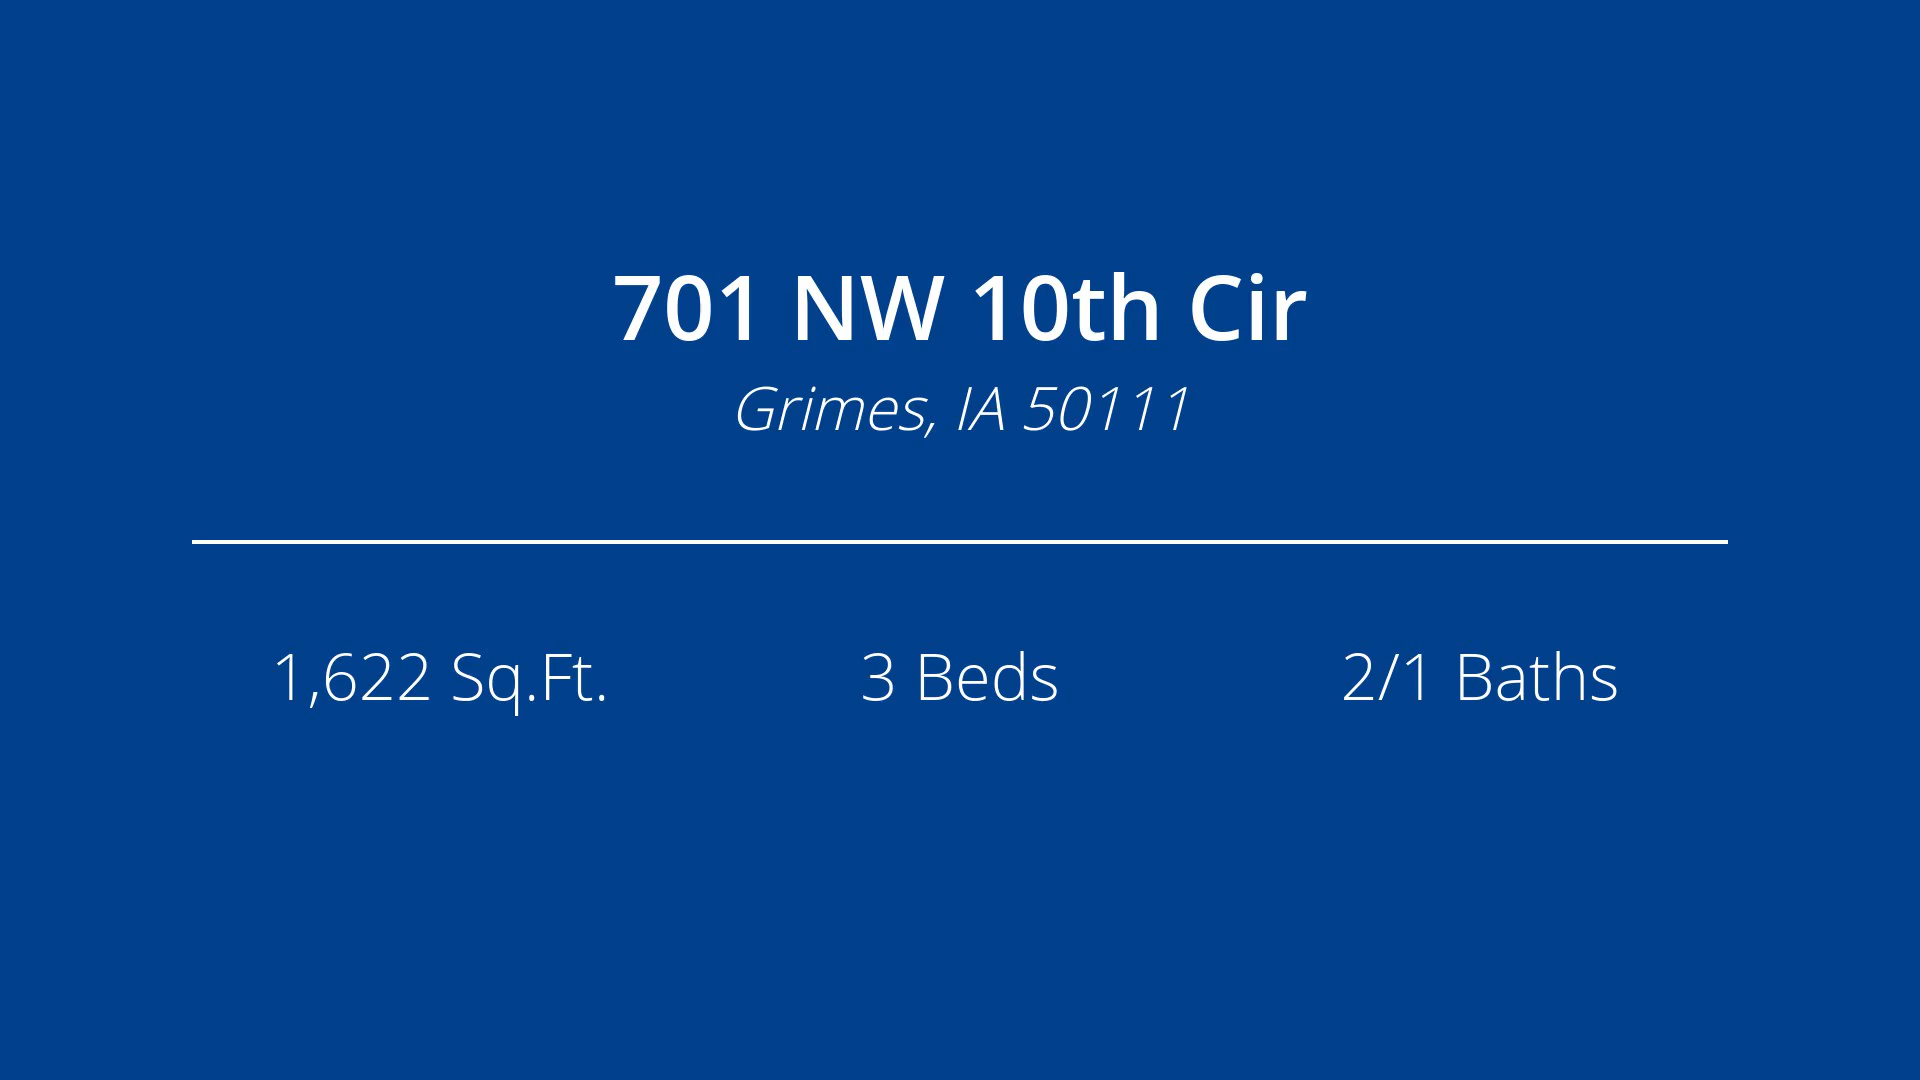 701 NW 10th Cir
Grimes, IA 50111
1,622 Sq.Ft. 3 Beds 2/1 Baths